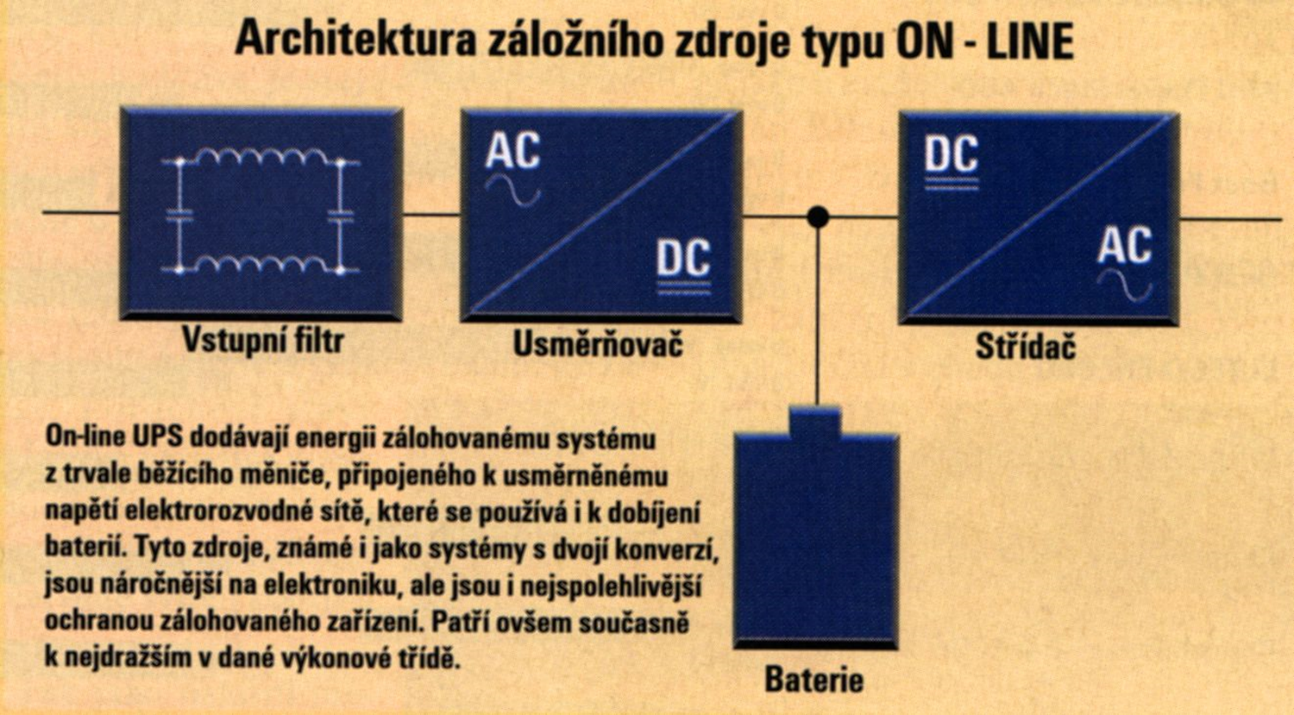 Architektura záložního zdroje typu ON - LINE
AC
DC
DC
AC
Vstupní filtr
Usměrňovač
Střídač
On-line UPS dodávají energii zálohovanému systému
z trvale běžícího měniče, připojeného k usměrněnému
napětí elektrorozvodné sítě, které se používá i k dobíjení
baterií. Tyto zdroje, známé i jako systémy s dvojí konverzí,
jsou náročnější na elektroniku, ale jsou i nejspolehlivější
ochranou zálohovaného zařízení. Patří ovšem současně
k nejdražším v dané výkonové třídě.
Baterie